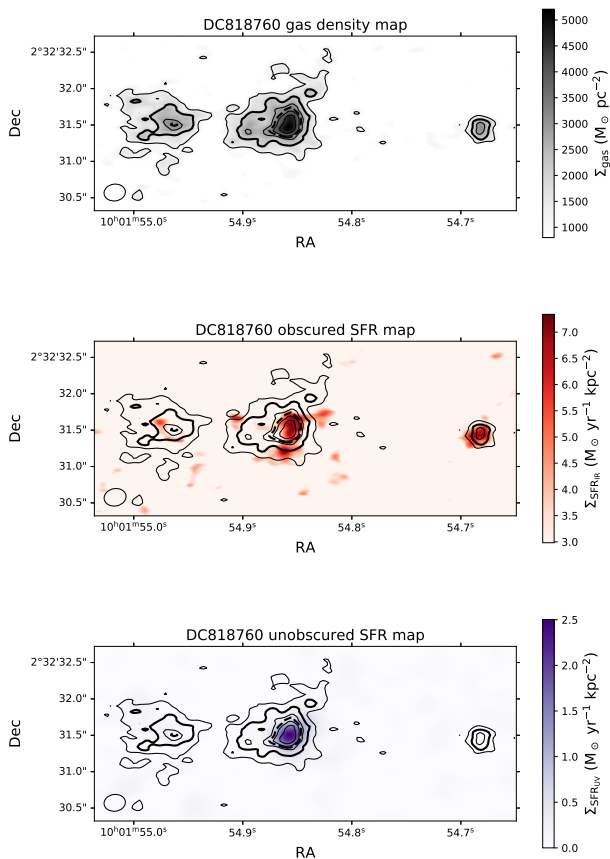 DC818760 gas density map
2°32'32.5"
32.0"
31.5"
31.0"
30.5"
Dec
10ʰ01ᵐ55.0ˢ 54.9ˢ 54.8ˢ 54.7ˢ
RA
5000
4500
4000
3500
3000
2500
2000
1500
1000
Σgas (M⊙ pc⁻²)
DC818760 obscured SFR map
2°32'32.5"
32.0"
31.5"
31.0"
30.5"
Dec
10ʰ01ᵐ55.0ˢ 54.9ˢ 54.8ˢ 54.7ˢ
RA
7.0
6.5
6.0
5.5
5.0
4.5
4.0
3.5
3.0
ΣSFR_IR (M⊙ yr⁻¹ kpc⁻²)
DC818760 unobscured SFR map
2°32'32.5"
32.0"
31.5"
31.0"
30.5"
Dec
10ʰ01ᵐ55.0ˢ 54.9ˢ 54.8ˢ 54.7ˢ
RA
2.5
2.0
1.5
1.0
0.5
0.0
ΣSFR_UV (M⊙ yr⁻¹ kpc⁻²)